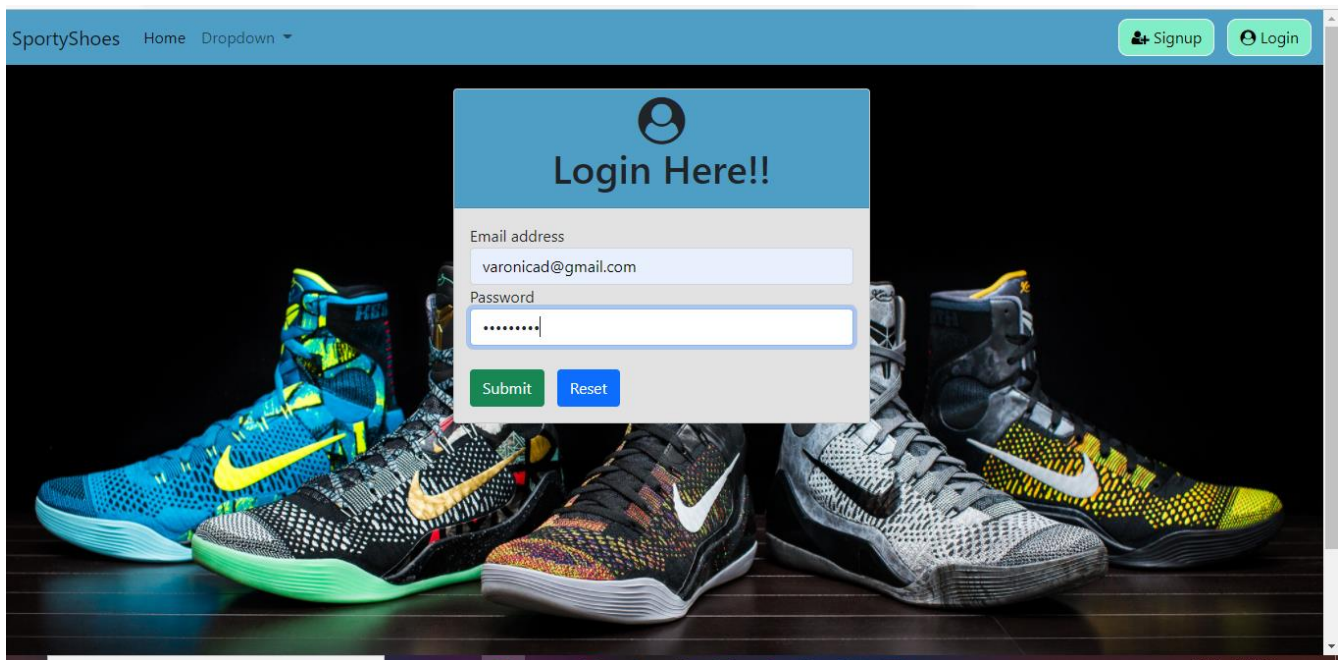 SportyShoes Home Dropdown Signup Login
Login Here!!
Email address
varonicad@gmail.com
Password
•••••••••
Submit Reset